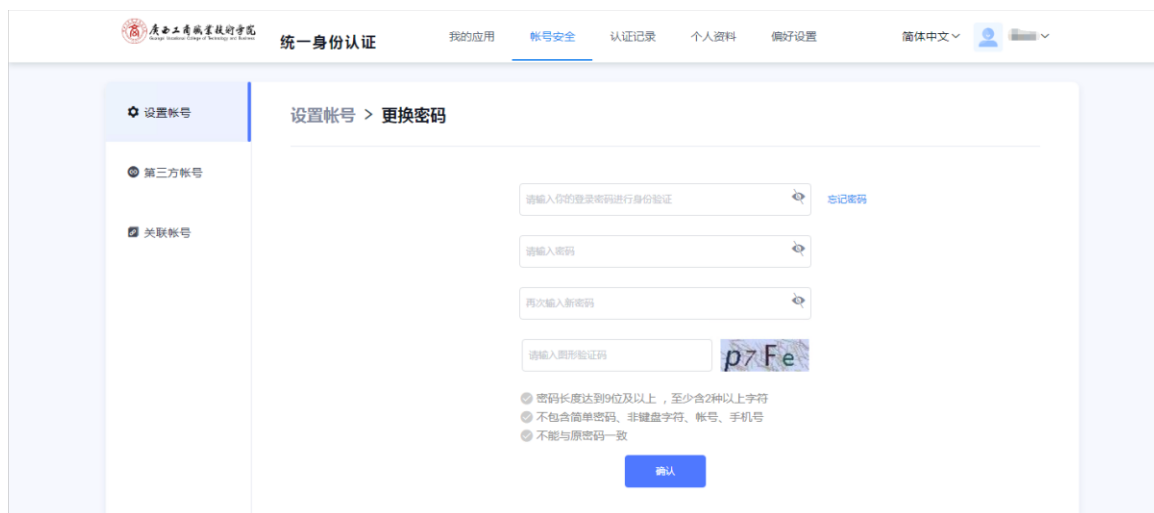 广西工商职业技术学院
统一身份认证
我的应用 帐号安全 认证记录 个人资料 偏好设置 简体中文
设置帐号
第三方帐号
关联帐号
设置帐号 > 更换密码
请输入你的登录密码进行身份验证 忘记密码
请输入密码
再次输入新密码
请输入图形验证码 p7Fe
密码长度达到9位及以上 ，至少含2种以上字符
不包含简单密码、非键盘字符、帐号、手机号
不能与原密码一致
确认